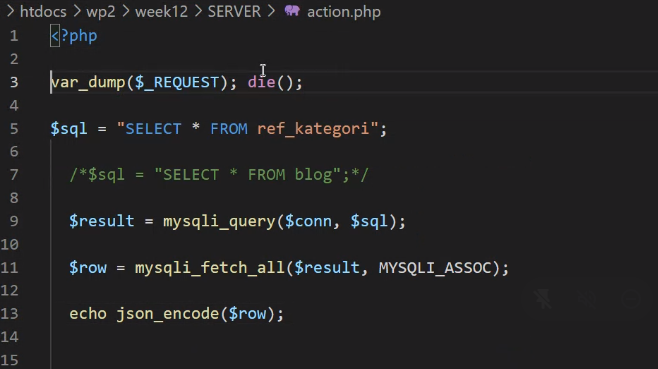 > htdocs > wp2 > week12 > SERVER > action.php
1 <?php
2
3 var_dump($_REQUEST); die();
4
5 $sql = "SELECT * FROM ref_kategori";
6
7 /*$sql = "SELECT * FROM blog";*/
8
9 $result = mysqli_query($conn, $sql);
10
11 $row = mysqli_fetch_all($result, MYSQLI_ASSOC);
12
13 echo json_encode($row);
14
15